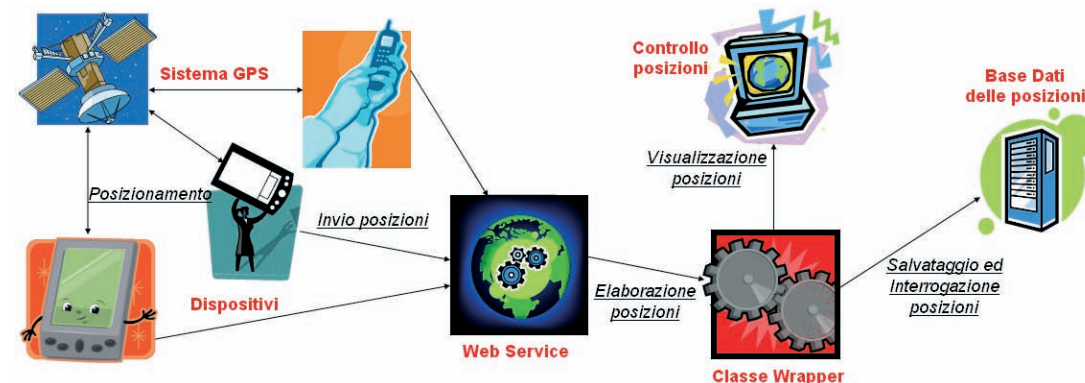 Sistema GPS
Controllo
posizioni
Base Dati
delle posizioni
Posizionamento
Visualizzazione
posizioni
Invio posizioni
Dispositivi
Elaborazione
posizioni
Salvataggio ed
Interrogazione
posizioni
Web Service
Classe Wrapper